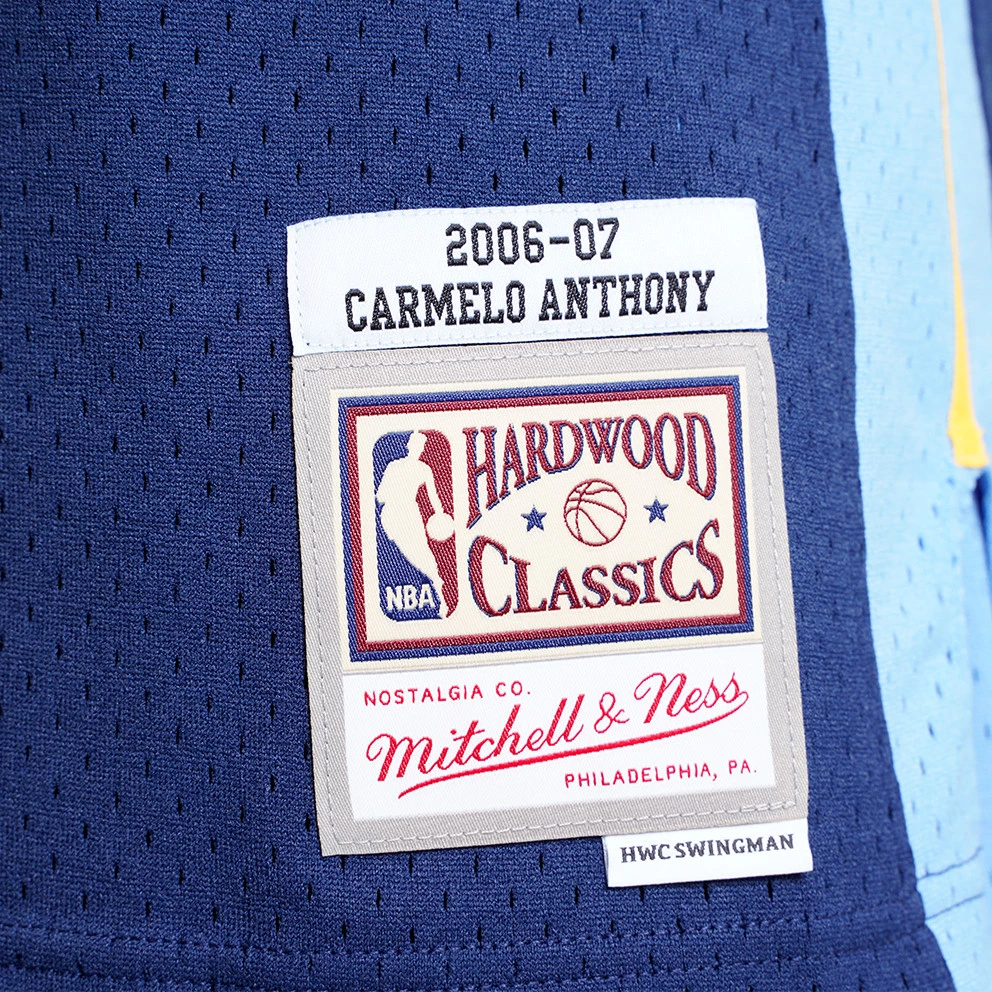 2006-07
CARMELO ANTHONY
HARDWOOD
CLASSICS
NBA
NOSTALGIA CO.
Mitchell & Ness
PHILADELPHIA, PA.
HWC SWINGMAN